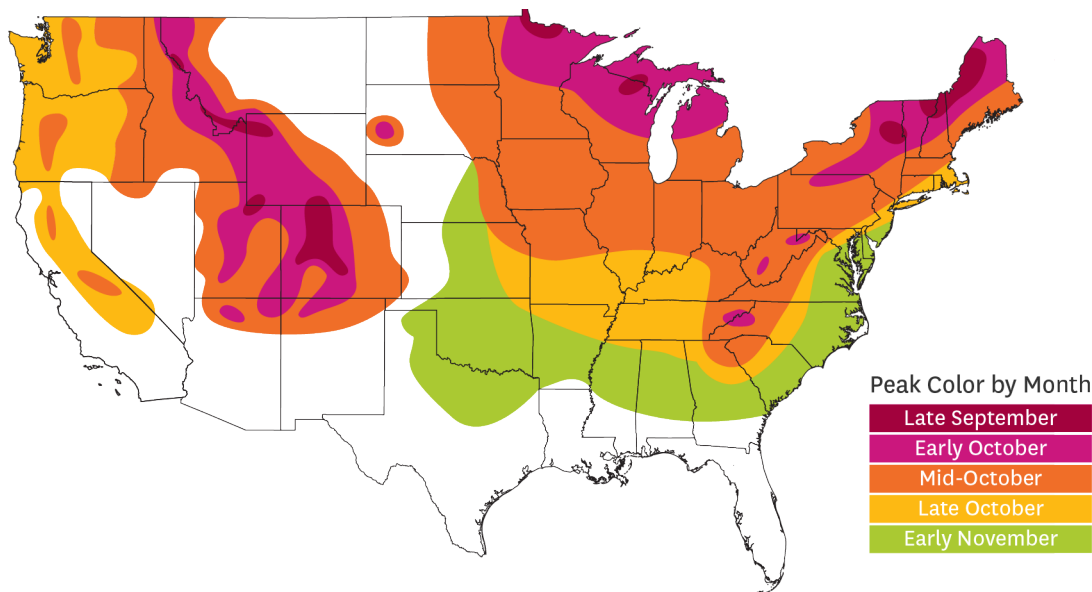 Peak Color by Month
Late September
Early October
Mid-October
Late October
Early November